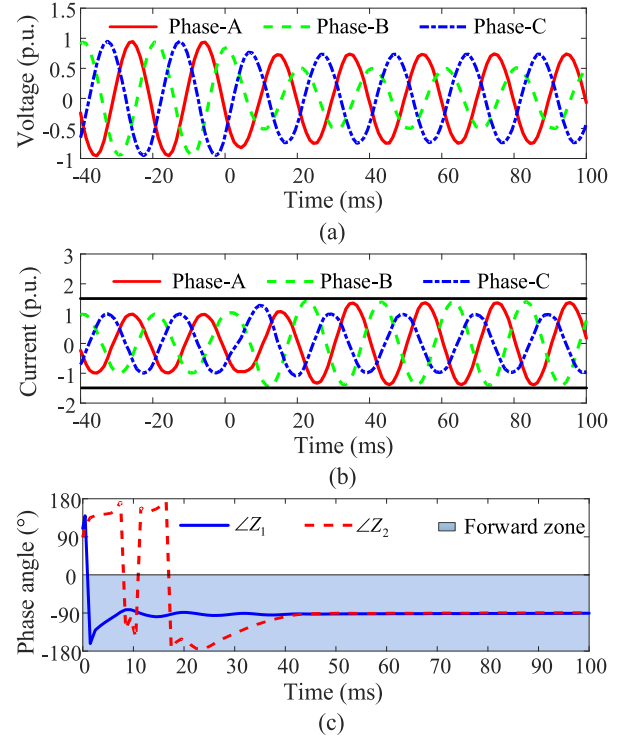 (a)
Voltage (p.u.)
1.5
1
0.5
0
-0.5
-1
Phase-A Phase-B Phase-C
-40 -20 0 20 40 60 80 100
Time (ms)
(a)
Current (p.u.)
3
2
1
0
-1
-2
Phase-A Phase-B Phase-C
-40 -20 0 20 40 60 80 100
Time (ms)
(b)
Phase angle (°)
180
90
0
-90
-180
∠Z1 ∠Z2 Forward zone
0 10 20 30 40 50 60 70 80 90 100
Time (ms)
(c)